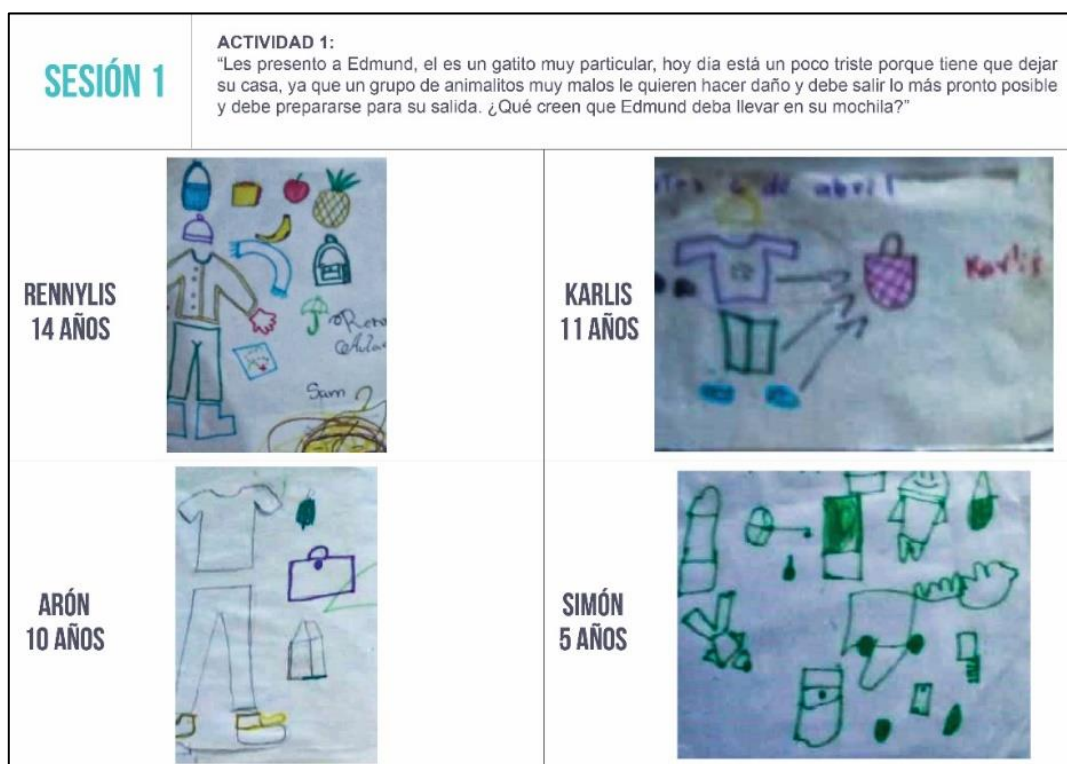 SESIÓN 1
ACTIVIDAD 1:
“Les presento a Edmund, el es un gatito muy particular, hoy día está un poco triste porque tiene que dejar
su casa, ya que un grupo de animalitos muy malos le quieren hacer daño y debe salir lo más pronto posible
y debe prepararse para su salida. ¿Qué creen que Edmund deba llevar en su mochila?”
RENNYLIS
14 AÑOS
Sam
KARLIS
11 AÑOS
de abril
Karlis
ARÓN
10 AÑOS
SIMÓN
5 AÑOS